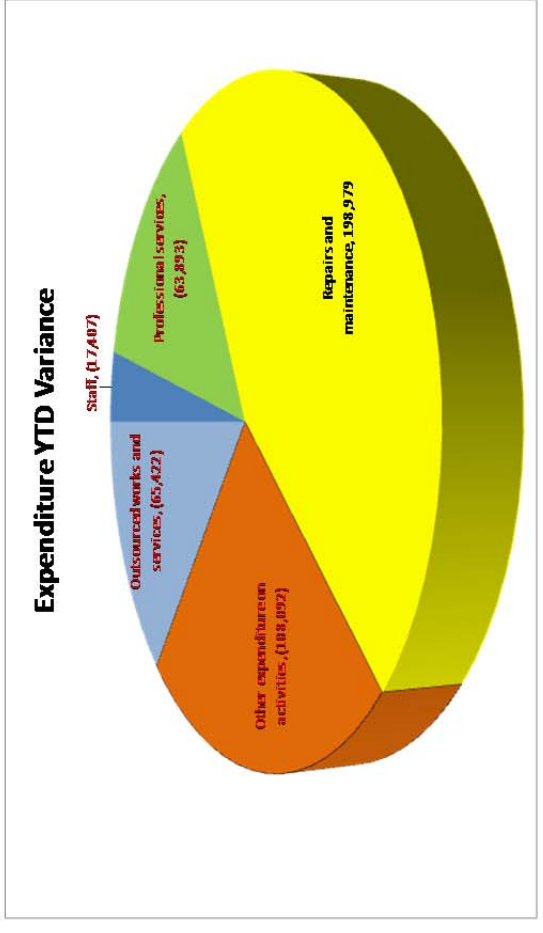 Expenditure YTD Variance
Staff, (17,407)
Professional services,
(63,893)
Outsourced works and
services, (65,422)
Repairs and
maintenance, 198,979
Other expenditure on
activities, (108,092)